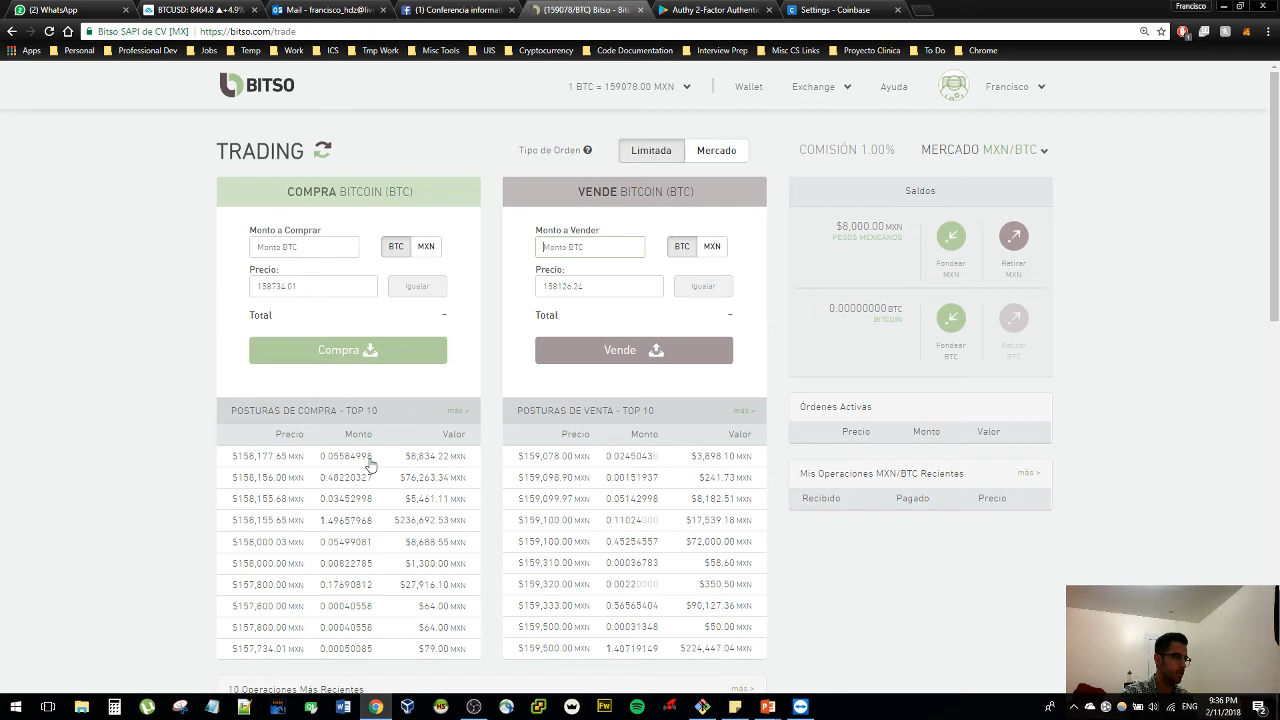 WhatsApp
BTCUSD: 8464.8 ▲+4.9%
Mail - francisco_hdz@live
(1) Conferencia informat
(159078/BTC) Bitso - Bit
Authy 2-Factor Authenti
Settings - Coinbase
Francisco
Bitso SAPI de CV [MX]
https://bitso.com/trade
Apps
Personal
Professional Dev
Jobs
Temp
Work
ICS
Tmp Work
Misc Tools
UIS
Cryptocurrency
Code Documentation
Interview Prep
Misc CS Links
Proyecto Clinica
To Do
Chrome
BITSO
1 BTC = 159078.00 MXN
Wallet
Exchange
Ayuda
Francisco
TRADING
Tipo de Orden
Limitada
Mercado
COMISIÓN 1.00%
MERCADO MXN/BTC
COMPRA BITCOIN (BTC)
Monto a Comprar
Monto BTC
BTC
MXN
Precio:
158734.01
Igualar
Total
-
Compra
VENDE BITCOIN (BTC)
Monto a Vender
Monto BTC
BTC
MXN
Precio:
158126.24
Igualar
Total
-
Vende
Saldos
$8,000.00 MXN
PESOS MEXICANOS
Fondear
MXN
Retirar
MXN
0.00000000 BTC
BITCOIN
Fondear
BTC
Retirar
BTC
POSTURAS DE COMPRA - TOP 10
más >
Precio Monto Valor
$158,177.65 MXN 0.05584998 $8,834.22 MXN
$158,156.00 MXN 0.48220327 $76,263.34 MXN
$158,155.68 MXN 0.03452998 $5,461.11 MXN
$158,155.65 MXN 1.49657968 $236,692.53 MXN
$158,000.03 MXN 0.05499081 $8,688.55 MXN
$158,000.00 MXN 0.00822785 $1,300.00 MXN
$157,800.00 MXN 0.17690812 $27,916.10 MXN
$157,800.00 MXN 0.00040558 $64.00 MXN
$157,800.00 MXN 0.00040558 $64.00 MXN
$157,734.01 MXN 0.00050085 $79.00 MXN
POSTURAS DE VENTA - TOP 10
más >
Precio Monto Valor
$159,078.00 MXN 0.02450430 $3,898.10 MXN
$159,098.90 MXN 0.00151937 $241.73 MXN
$159,099.97 MXN 0.05142998 $8,182.51 MXN
$159,100.00 MXN 0.11024000 $17,539.18 MXN
$159,100.00 MXN 0.45254557 $72,000.00 MXN
$159,310.00 MXN 0.00036783 $58.60 MXN
$159,320.00 MXN 0.00220000 $350.50 MXN
$159,333.00 MXN 0.56565404 $90,127.36 MXN
$159,500.00 MXN 0.00031348 $50.00 MXN
$159,500.00 MXN 1.40719149 $224,447.04 MXN
Órdenes Activas
Precio Monto Valor
Mis Operaciones MXN/BTC Recientes
más >
Recibido Pagado Precio
10 Operaciones Más Recientes
más >
9:36 PM
2/11/2018